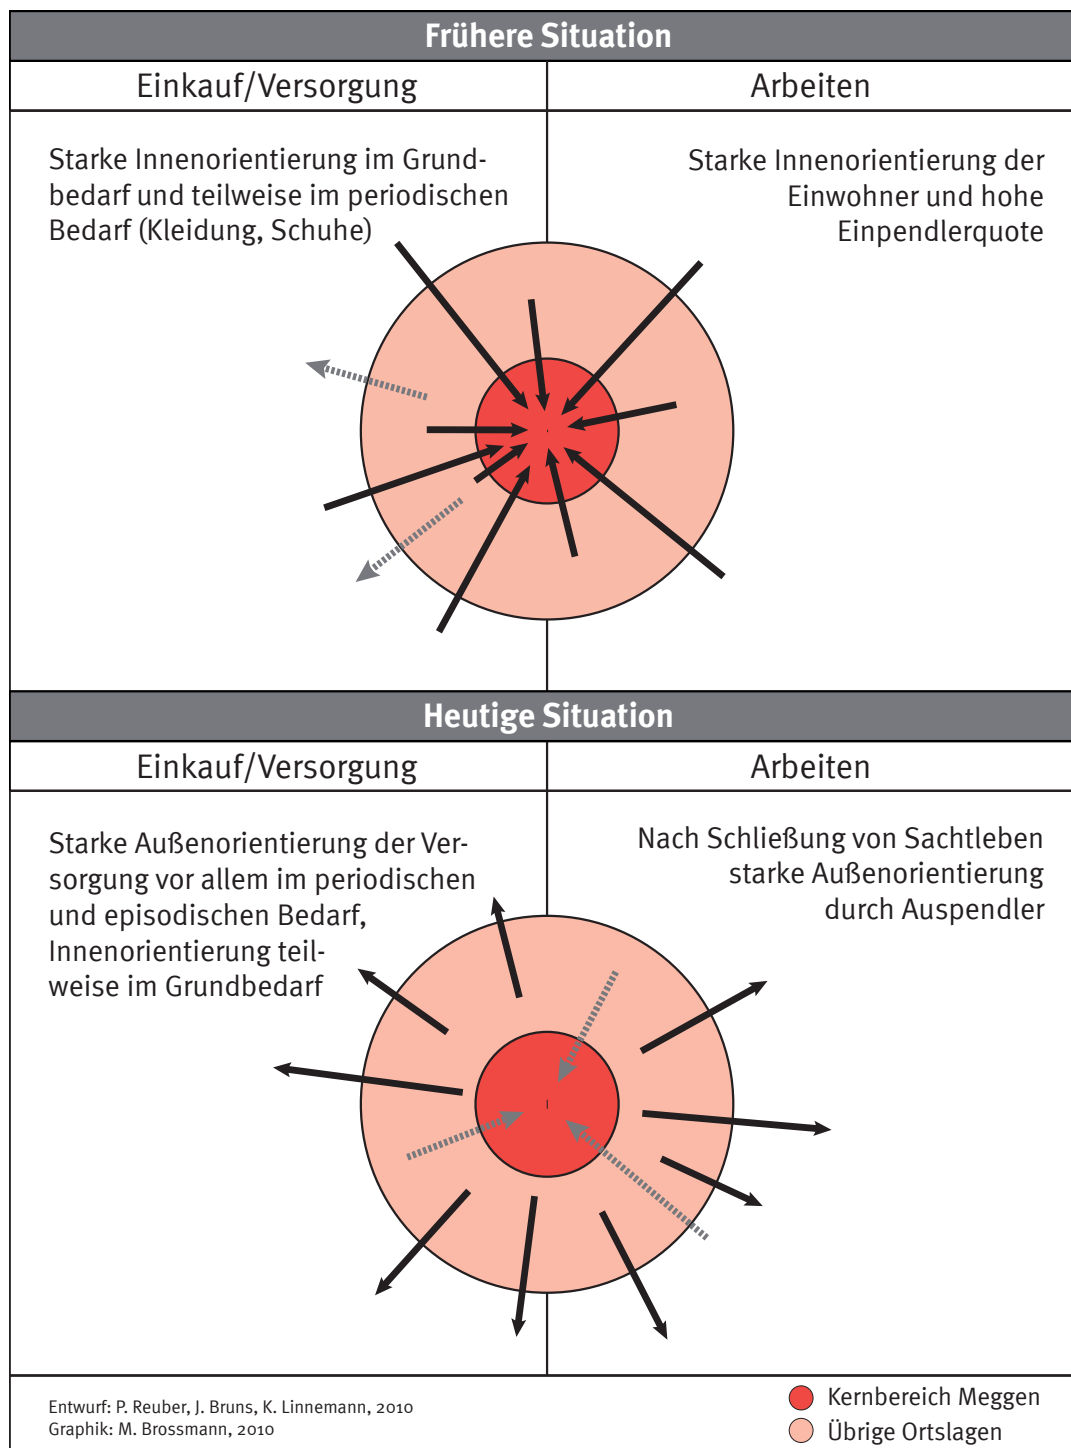 Frühere Situation
Einkauf/Versorgung
Arbeiten
Starke Innenorientierung im Grund-
bedarf und teilweise im periodischen
Bedarf (Kleidung, Schuhe)
Starke Innenorientierung der
Einwohner und hohe
Einpendlerquote
Heutige Situation
Einkauf/Versorgung
Arbeiten
Starke Außenorientierung der Ver-
sorgung vor allem im periodischen
und episodischen Bedarf,
Innenorientierung teil-
weise im Grundbedarf
Nach Schließung von Sachtleben
starke Außenorientierung
durch Auspendler
Entwurf: P. Reuber, J. Bruns, K. Linnemann, 2010
Graphik: M. Brossmann, 2010
Kernbereich Meggen
Übrige Ortslagen